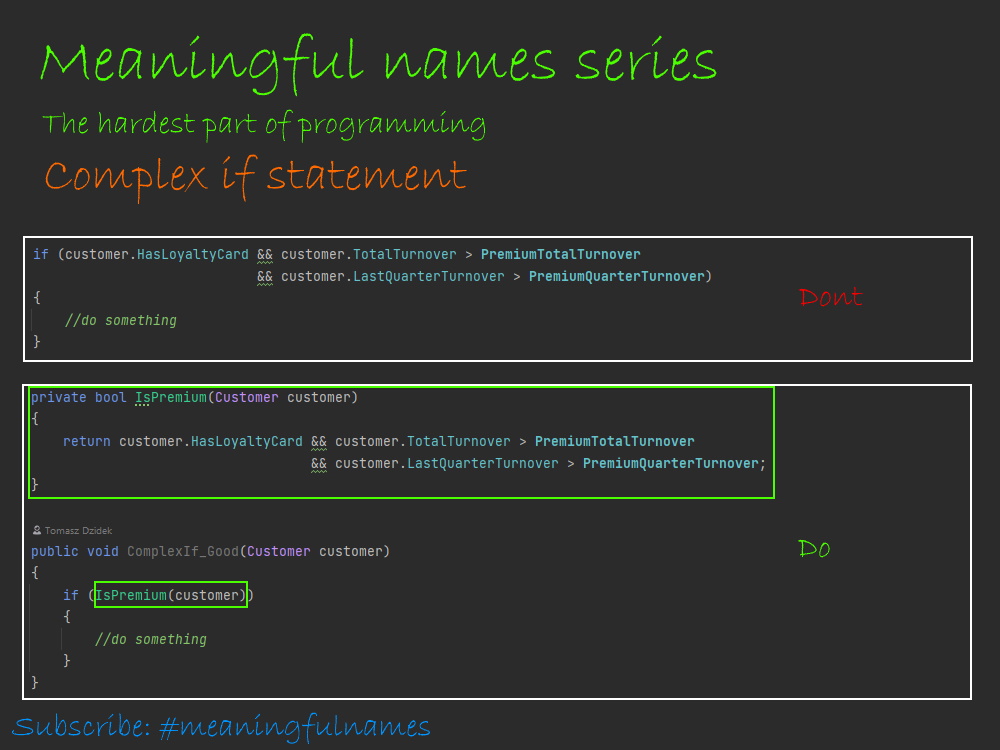 Meaningful names series
The hardest part of programming
Complex if statement
if (customer.HasLoyaltyCard && customer.TotalTurnover > PremiumTotalTurnover
&& customer.LastQuarterTurnover > PremiumQuarterTurnover)
{
//do something
}
Dont
private bool IsPremium(Customer customer)
{
return customer.HasLoyaltyCard && customer.TotalTurnover > PremiumTotalTurnover
&& customer.LastQuarterTurnover > PremiumQuarterTurnover;
}
Tomasz Dzidek
public void ComplexIf_Good(Customer customer)
{
if (IsPremium(customer))
{
//do something
}
}
Do
Subscribe: #meaningfulnames